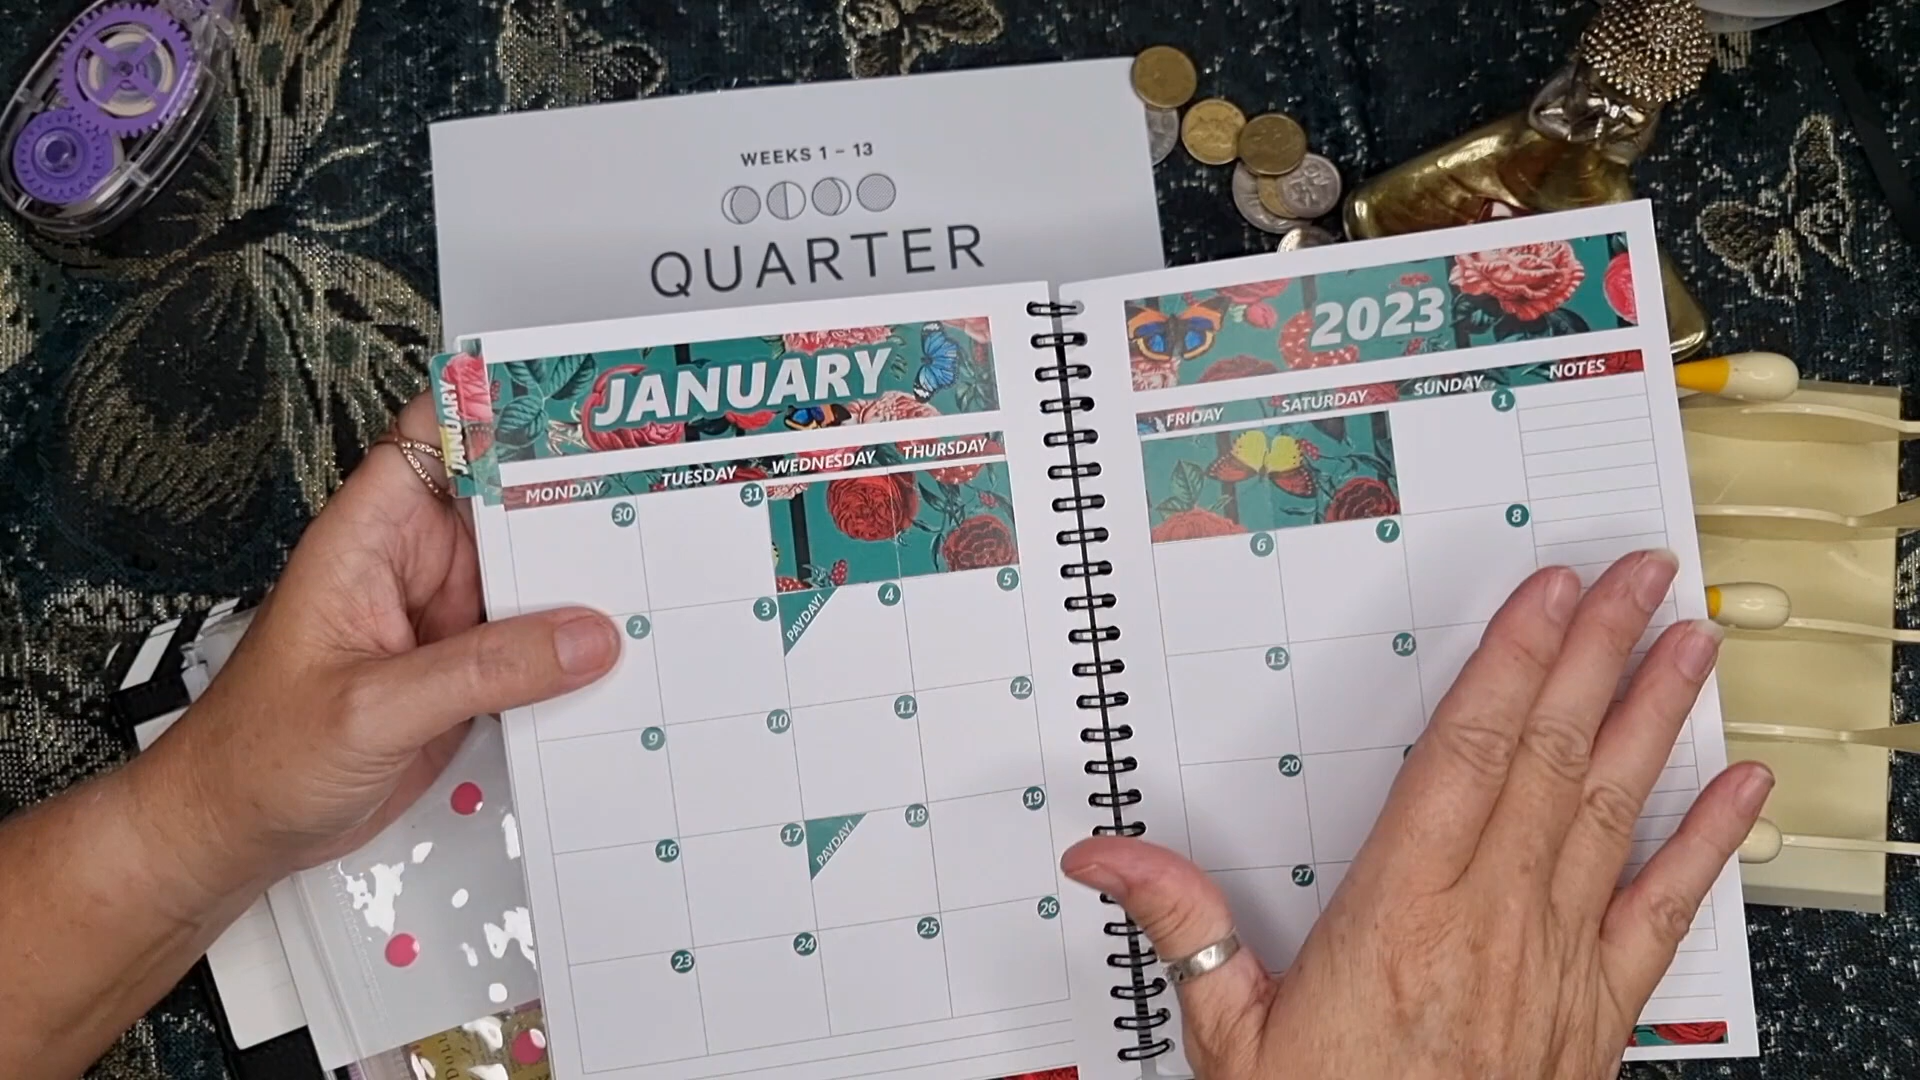 WEEKS 1 - 13
QUARTER
JANUARY
2023
JANUARY
MONDAY TUESDAY WEDNESDAY THURSDAY FRIDAY SATURDAY SUNDAY NOTES
30 31 1
2 3 PAYDAY! 4 5 6 7 8
9 10 11 12 13 14
16 17 PAYDAY! 18 19 20
23 24 25 26 27